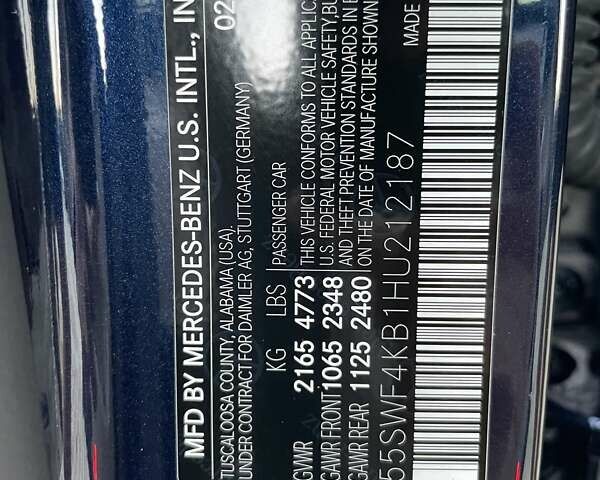 MFD BY MERCEDES-BENZ U.S. INTL., IN
02
TUSCALOOSA COUNTY, ALABAMA (USA).
UNDER CONTRACT FOR DAIMLER AG, STUTTGART (GERMANY)
KG LBS PASSENGER CAR
GVWR 2165 4773 THIS VEHICLE CONFORMS TO ALL APPLIC
GAWR FRONT 1065 2348 U.S. FEDERAL MOTOR VEHICLE SAFETY, BU
GAWR REAR 1125 2480 AND THEFT PREVENTION STANDARDS IN E
ON THE DATE OF MANUFACTURE SHOWN
MADE
55SWF4KB1HU212187